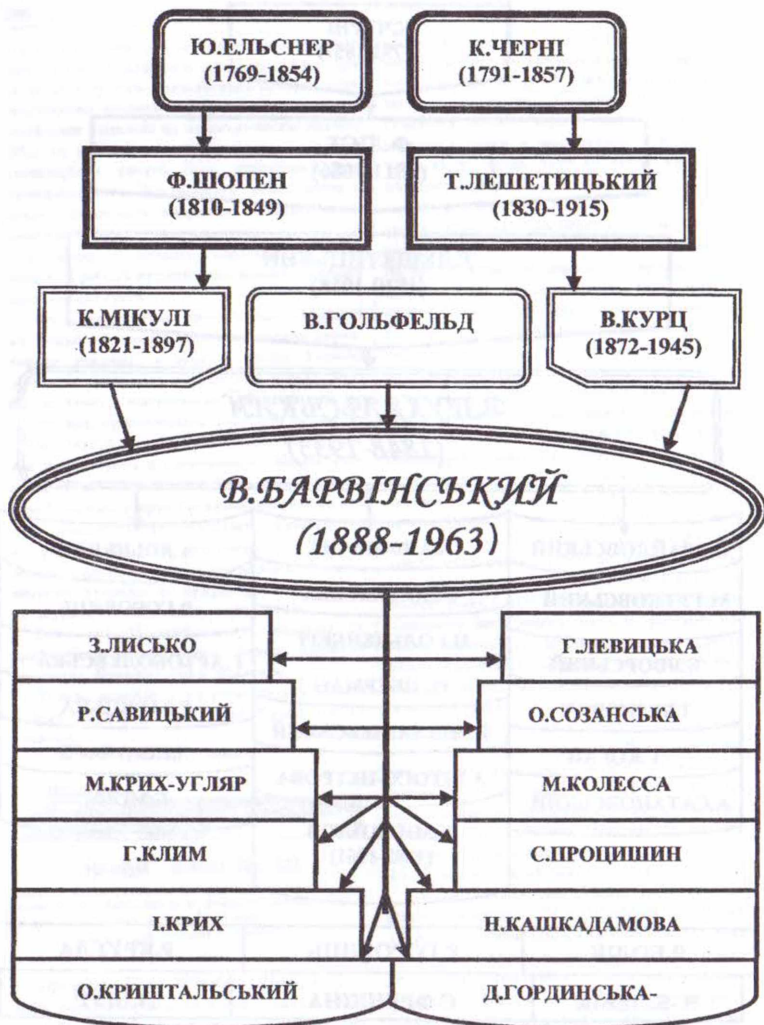 Ю.ЕЛЬСНЕР
(1769-1854)
К.ЧЕРНІ
(1791-1857)
Ф.ШОПЕН
(1810-1849)
Т.ЛЕШЕТИЦЬКИЙ
(1830-1915)
К.МІКУЛІ
(1821-1897)
В.ГОЛЬФЕЛЬД
В.КУРЦ
(1872-1945)
В.БАРВІНСЬКИЙ
(1888-1963)
З.ЛИСЬКО
Г.ЛЕВИЦЬКА
Р.САВИЦЬКИЙ
О.СОЗАНСЬКА
М.КРИХ-УГЛЯР
М.КОЛЕССА
Г.КЛИМ
С.ПРОЦИШИН
І.КРИХ
Н.КАШКАДАМОВА
О.КРИШТАЛЬСЬКИЙ
Д.ГОРДИНСЬКА